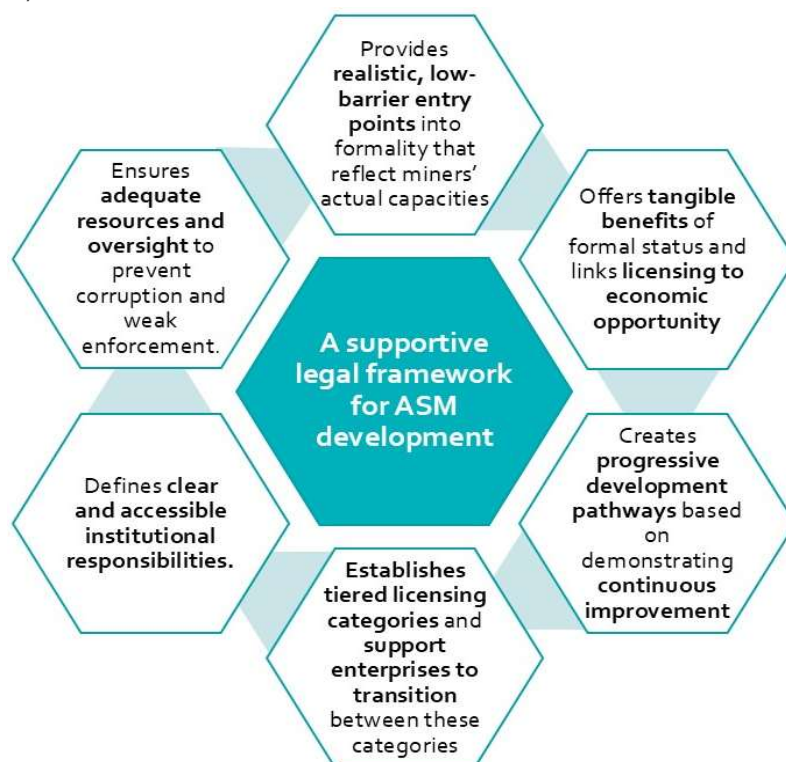 Provides
realistic, low-
barrier entry
points into
formality that
reflect miners’
actual capacities
Offers tangible
benefits of
formal status and
links licensing to
economic
opportunity
Creates
progressive
development
pathways based
on
demonstrating
continuous
improvement
Establishes
tiered licensing
categories and
support
enterprises to
transition
between these
categories
Defines clear
and accessible
institutional
responsibilities.
Ensures
adequate
resources and
oversight to
prevent
corruption and
weak
enforcement.
A supportive
legal framework
for ASM
development